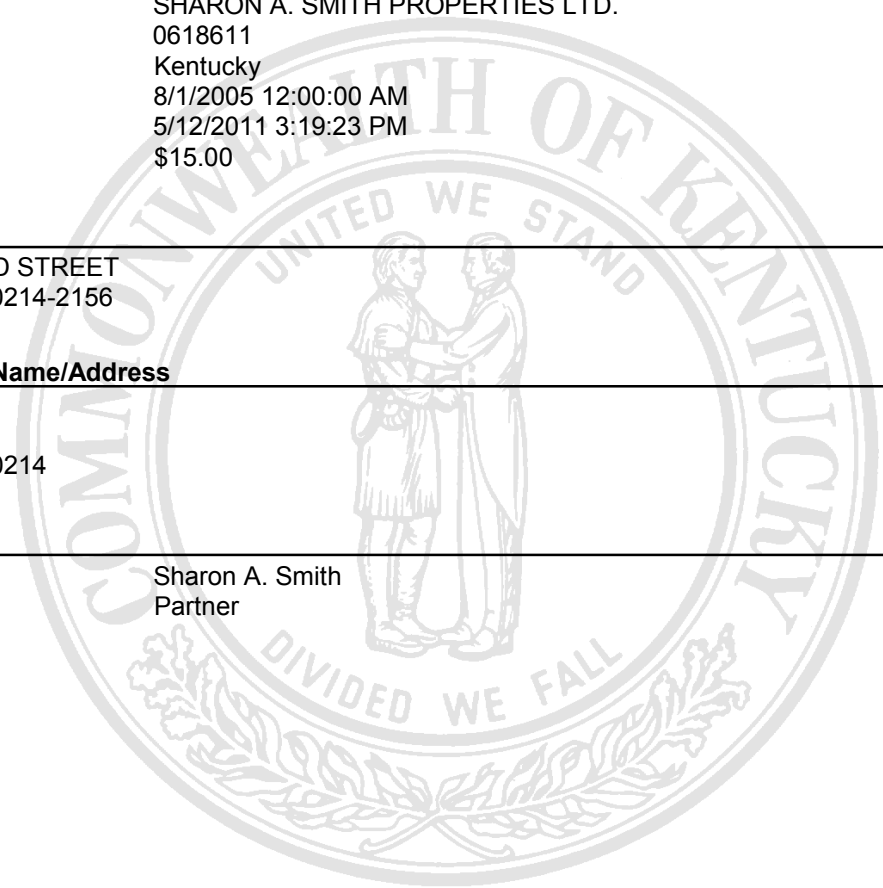 SHARON A. SMITH PROPERTIES LTD.
0618611
Kentucky
8/1/2005 12:00:00 AM
5/12/2011 3:19:23 PM
$15.00
STREET
0214-2156
Name/Address
0214
Sharon A. Smith
Partner
COMMONWEALTH OF KENTUCKY
UNITED WE STAND
DIVIDED WE FALL